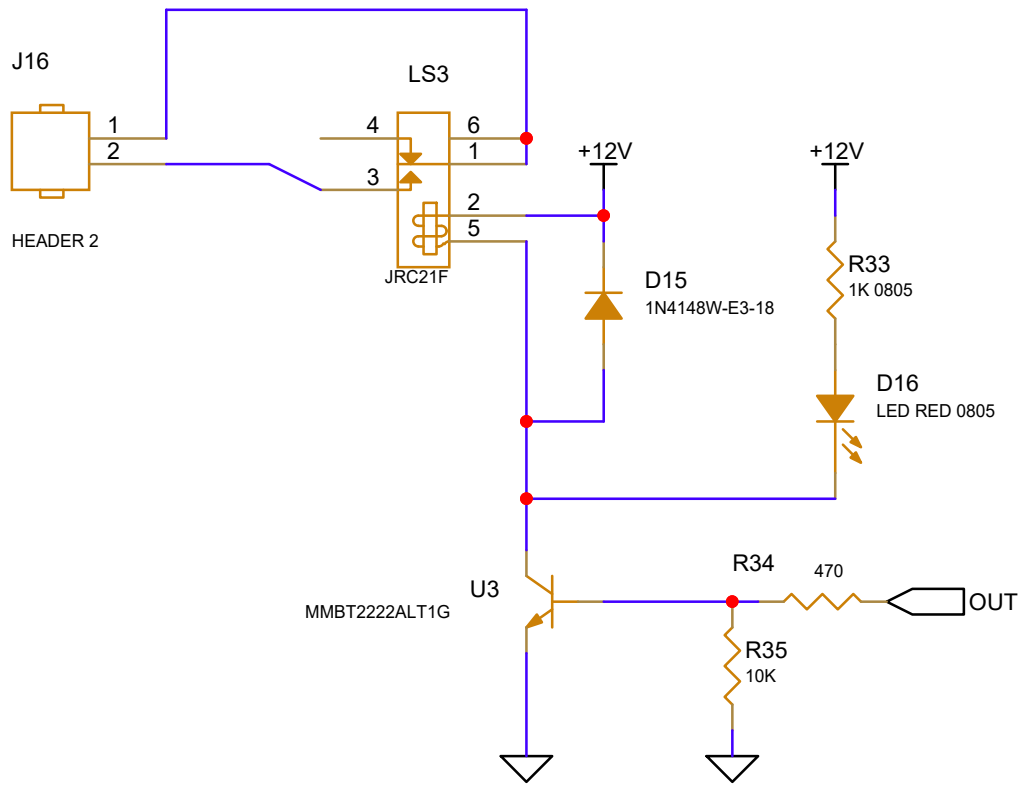 J16
1
2
HEADER 2
LS3
4
3
6
1
2
5
JRC21F
+12V
D15
1N4148W-E3-18
+12V
R33
1K 0805
D16
LED RED 0805
U3
MMBT2222ALT1G
R34
470
OUT
R35
10K